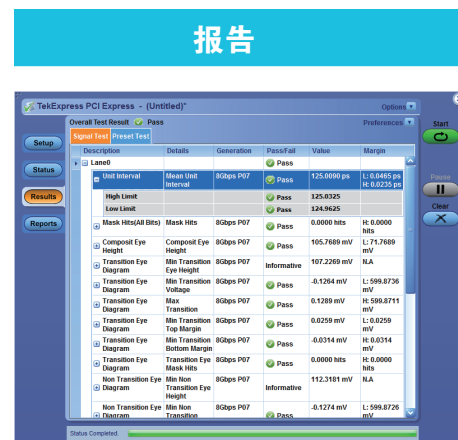 报告
TekExpress PCI Express - (Untitled)* Options
Overall Test Result Pass Preferences
Start
Setup
Status
Results
Reports
Pause
Clear
Signal Test Preset Test
Description Details Generation Pass/Fail Value Margin
Lane0 Pass
Unit Interval Mean Unit Interval 8Gbps P07 Pass 125.0090 ps L: 0.0465 ps H: 0.0235 ps
High Limit Pass 125.0325
Low Limit Pass 124.9625
Mask Hits(All Bits) Mask Hits 8Gbps P07 Pass 0.0000 hits H: 0.0000 hits
Composit Eye Height Composit Eye Height 8Gbps P07 Pass 105.7689 mV L: 71.7689 mV
Transition Eye Diagram Min Transition Eye Height 8Gbps P07 Informative 107.2269 mV N.A
Transition Eye Diagram Min Transition Voltage 8Gbps P07 Pass -0.1264 mV L: 599.8736 mV
Transition Eye Diagram Max Transition 8Gbps P07 Pass 0.1289 mV H: 599.8711 mV
Transition Eye Diagram Min Transition Top Margin 8Gbps P07 Pass 0.0259 mV L: 0.0259 mV
Transition Eye Diagram Min Transition Bottom Margin 8Gbps P07 Pass -0.0314 mV H: 0.0314 mV
Transition Eye Diagram Transition Eye Mask Hits 8Gbps P07 Pass 0.0000 hits H: 0.0000 hits
Non Transition Eye Diagram Min Non Transition Eye Height 8Gbps P07 Informative 112.3181 mV N.A
Non Transition Eye Diagram Min Non Transition 8Gbps P07 Pass -0.1274 mV L: 599.8726 mV
Status Completed.